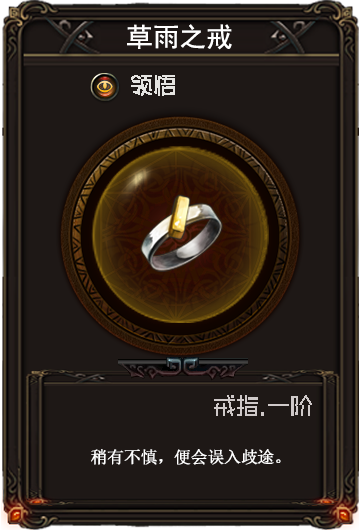 草雨之戒
领悟
戒指.一阶
稍有不慎，便会误入歧途。